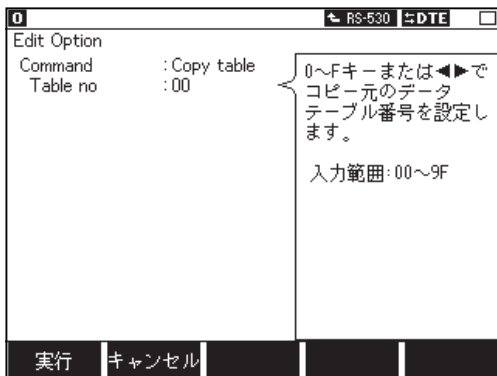 0 RS-530 DTE
Edit Option
Command :Copy table
Table no :00
0～Fキーまたは◀▶で
コピー元のデータ
テーブル番号を設定し
ます。
入力範囲:00～9F
実行 キャンセル